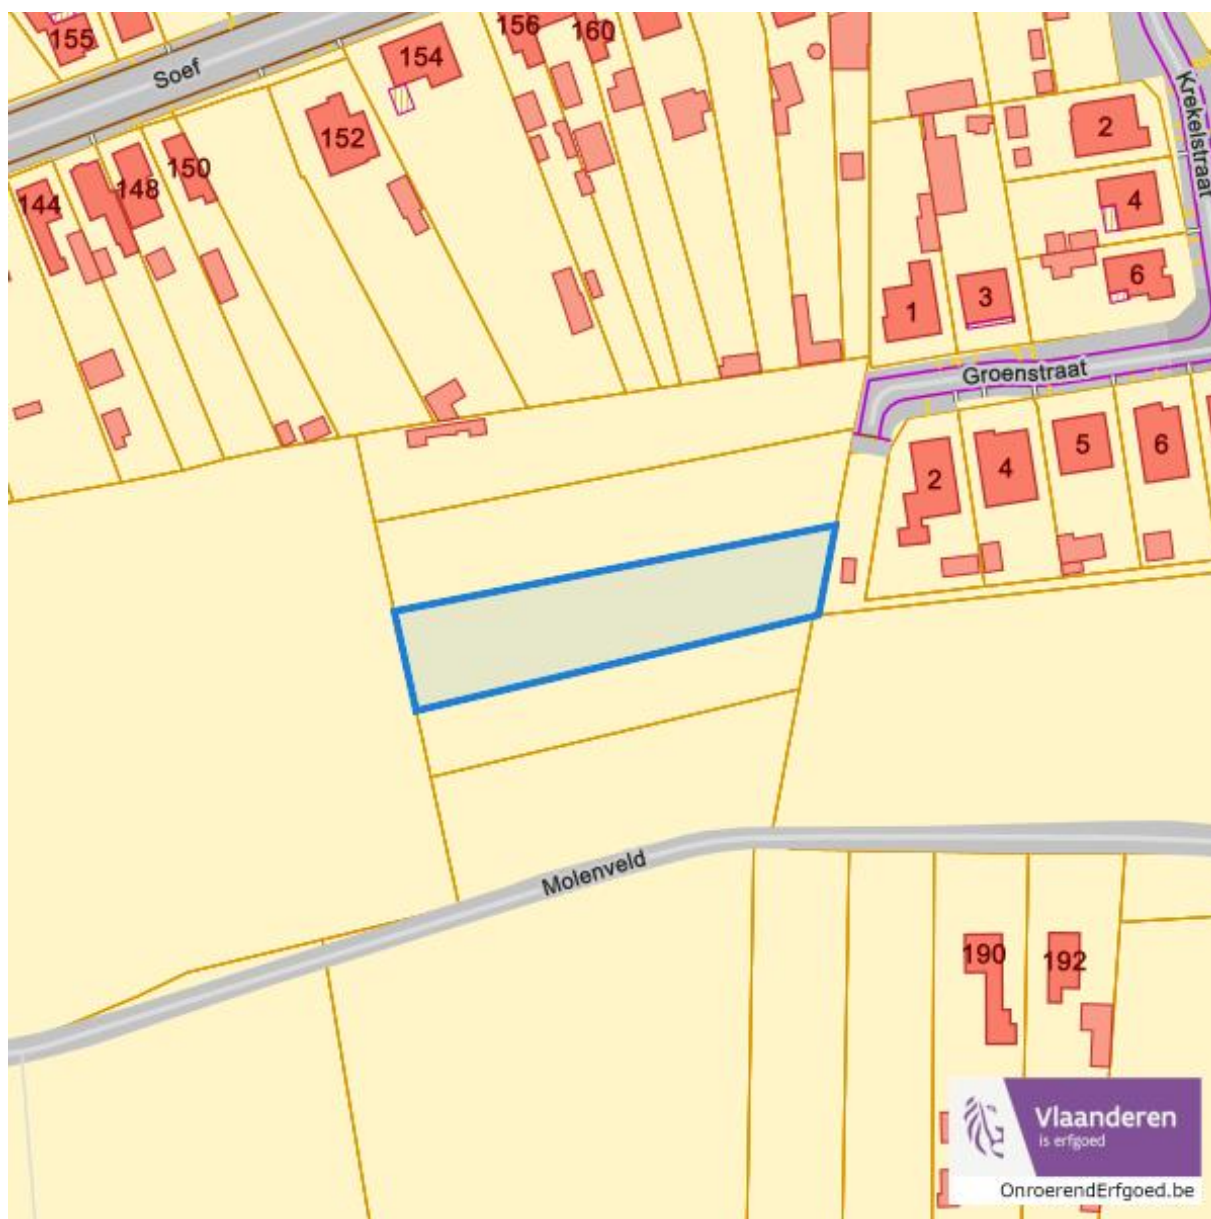 155
156
160
154
Soef
152
2
Krekelstraat
148
150
144
4
6
1
3
Groenstraat
2
4
5
6
Molenveld
190
192
Vlaanderen
is erfgoed
OnroerendErfgoed.be